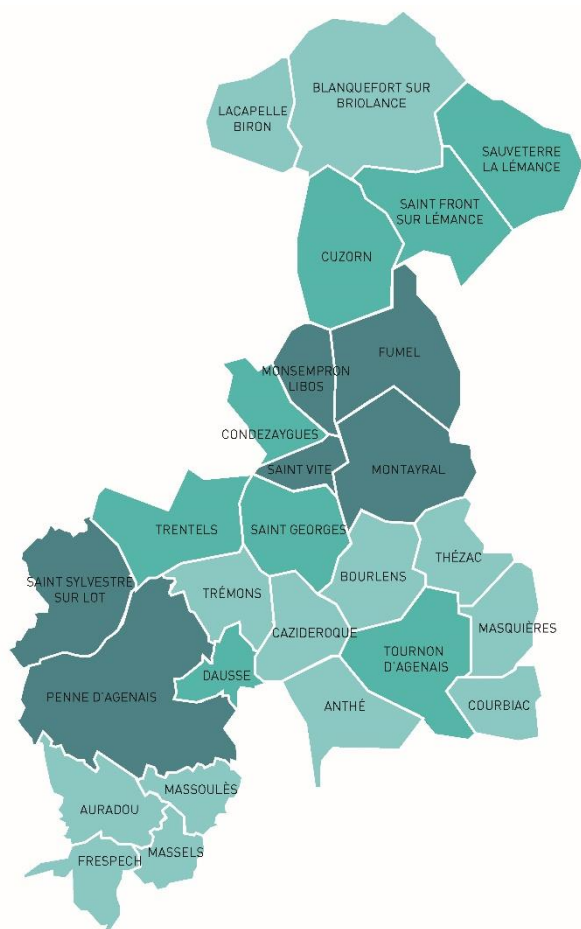 BLANQUEFORT SUR
BRIOLANCE
LACAPELLE
BIRON
SAUVETERRE
LA LÉMANCE
SAINT FRONT
SUR LÉMANCE
CUZORN
FUMEL
MONSEMPRON
LIBOS
CONDEZAYGUES
SAINT VITE
MONTAYRAL
TRENTELS
SAINT GEORGES
THÉZAC
BOURLENS
SAINT SYLVESTRE
SUR LOT
TRÉMONS
CAZIDEROQUE
MASQUIÈRES
TOURNON
D'AGENAIS
DAUSSE
PENNE D'AGENAIS
ANTHÉ
COURBIAC
MASSOULÈS
AURADOU
FRESPECH
MASSELS